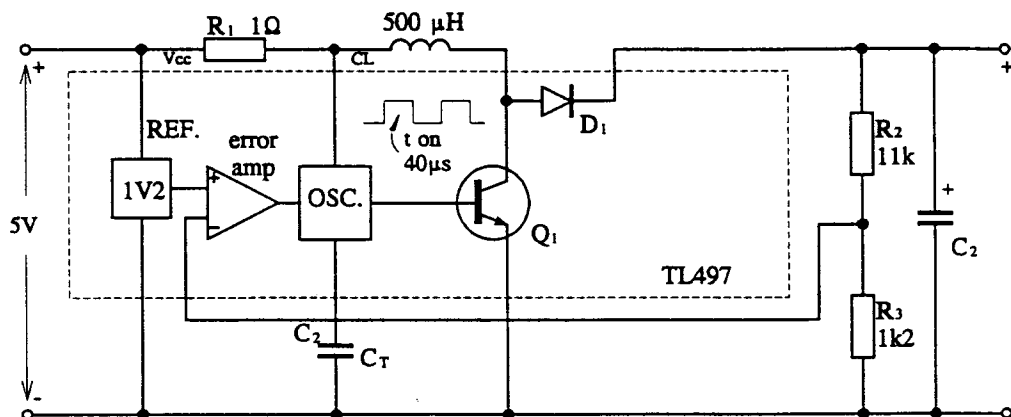 R₁ 1Ω
500 µH
+
Vcc
CL
+
REF.
error
amp
t on
40µs
D₁
R₂
11k
1V2
+
−
OSC.
Q₁
+
5V
C₂
TL497
R₃
1k2
C₂
C_T
-
-